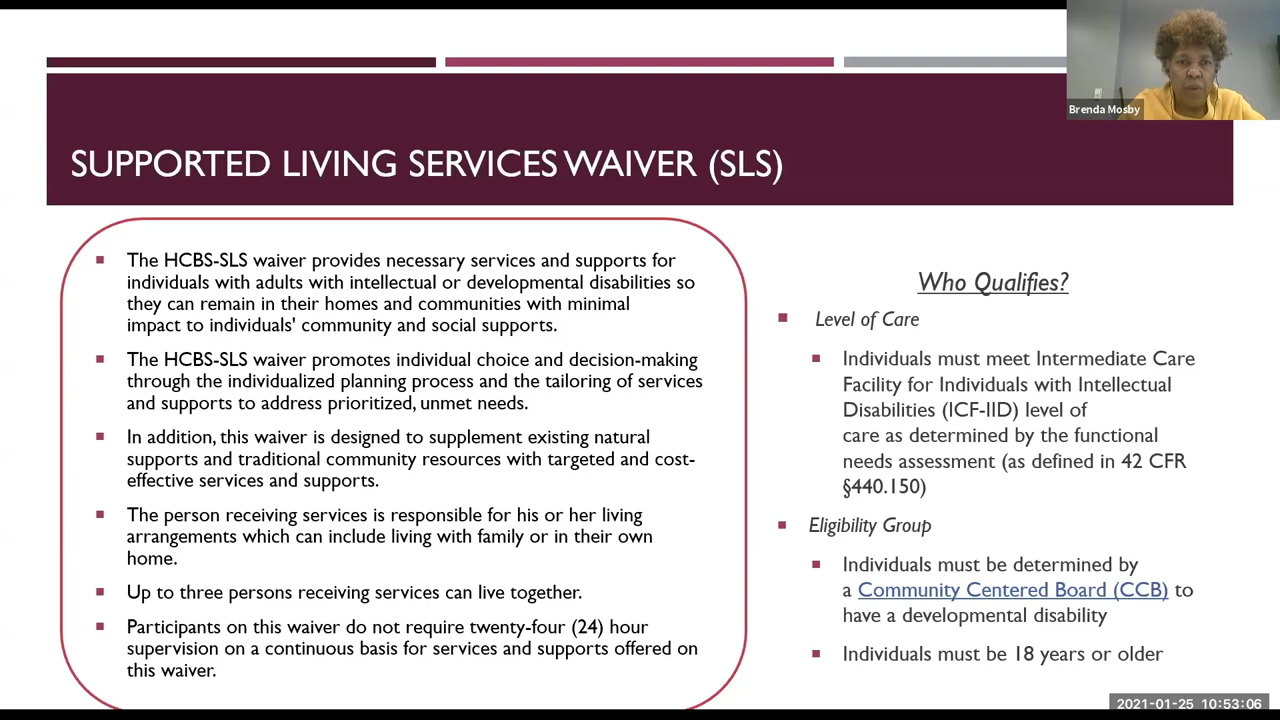 Brenda Mosby
SUPPORTED LIVING SERVICES WAIVER (SLS)
The HCBS-SLS waiver provides necessary services and supports for
individuals with adults with intellectual or developmental disabilities so
they can remain in their homes and communities with minimal
impact to individuals' community and social supports.
The HCBS-SLS waiver promotes individual choice and decision-making
through the individualized planning process and the tailoring of services
and supports to address prioritized, unmet needs.
In addition, this waiver is designed to supplement existing natural
supports and traditional community resources with targeted and cost-
effective services and supports.
The person receiving services is responsible for his or her living
arrangements which can include living with family or in their own
home.
Up to three persons receiving services can live together.
Participants on this waiver do not require twenty-four (24) hour
supervision on a continuous basis for services and supports offered on
this waiver.
Who Qualifies?
Level of Care
Individuals must meet Intermediate Care
Facility for Individuals with Intellectual
Disabilities (ICF-IID) level of
care as determined by the functional
needs assessment (as defined in 42 CFR
§440.150)
Eligibility Group
Individuals must be determined by
a Community Centered Board (CCB) to
have a developmental disability
Individuals must be 18 years or older
2021-01-25 10:53:06